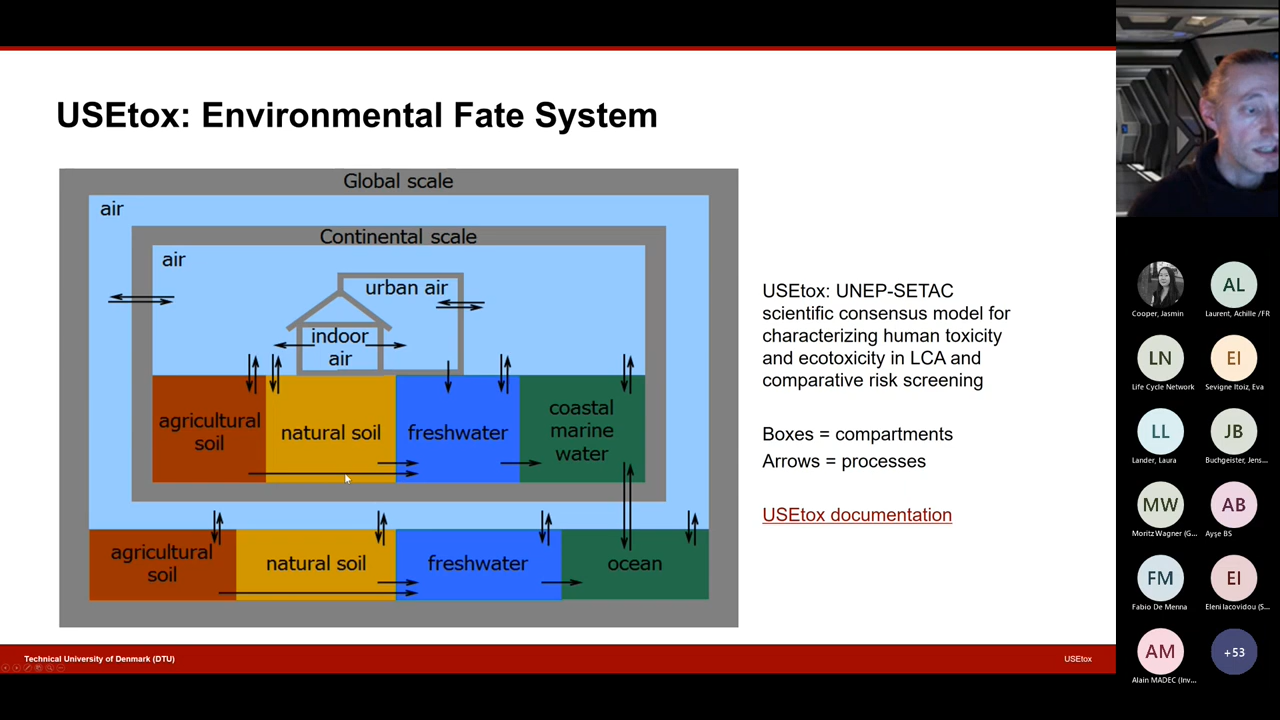 USEtox: Environmental Fate System
Global scale
air
Continental scale
air
urban air
indoor
air
agricultural
soil
natural soil
freshwater
coastal
marine
water
agricultural
soil
natural soil
freshwater
ocean
USEtox: UNEP-SETAC
scientific consensus model for
characterizing human toxicity
and ecotoxicity in LCA and
comparative risk screening
Boxes = compartments
Arrows = processes
USEtox documentation
Technical University of Denmark (DTU)
USEtox
Cooper, Jasmin
AL
Laurent, Achille /FR
LN
Life Cycle Network
EI
Sevigne Itoiz, Eva
LL
Lander, Laura
JB
Buchgeister, Jens...
MW
Moritz Wagner (G...
AB
Ayşe BS
FM
Fabio De Menna
EI
Eleni Iacovidou (S...
AM
Alain MADEC (Inv...
+53